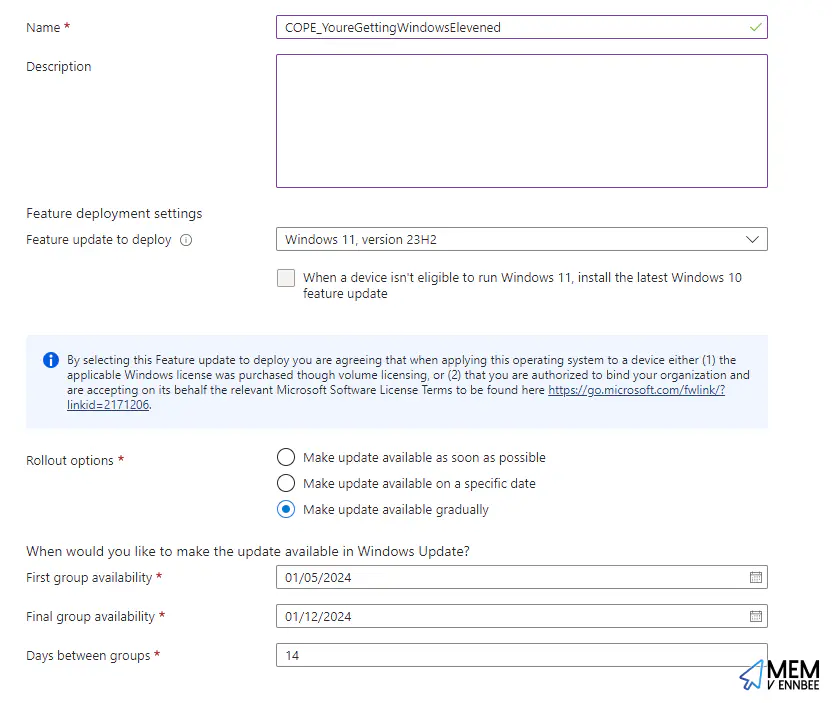 Name *
COPE_YoureGettingWindowsElevened
Description
Feature deployment settings
Feature update to deploy
Windows 11, version 23H2
When a device isn't eligible to run Windows 11, install the latest Windows 10
feature update
By selecting this Feature update to deploy you are agreeing that when applying this operating system to a device either (1) the
applicable Windows license was purchased though volume licensing, or (2) that you are authorized to bind your organization and
are accepting on its behalf the relevant Microsoft Software License Terms to be found here https://go.microsoft.com/fwlink/?
linkid=2171206.
Rollout options *
Make update available as soon as possible
Make update available on a specific date
Make update available gradually
When would you like to make the update available in Windows Update?
First group availability *
01/05/2024
Final group availability *
01/12/2024
Days between groups *
14
MEM
V ENNBEE